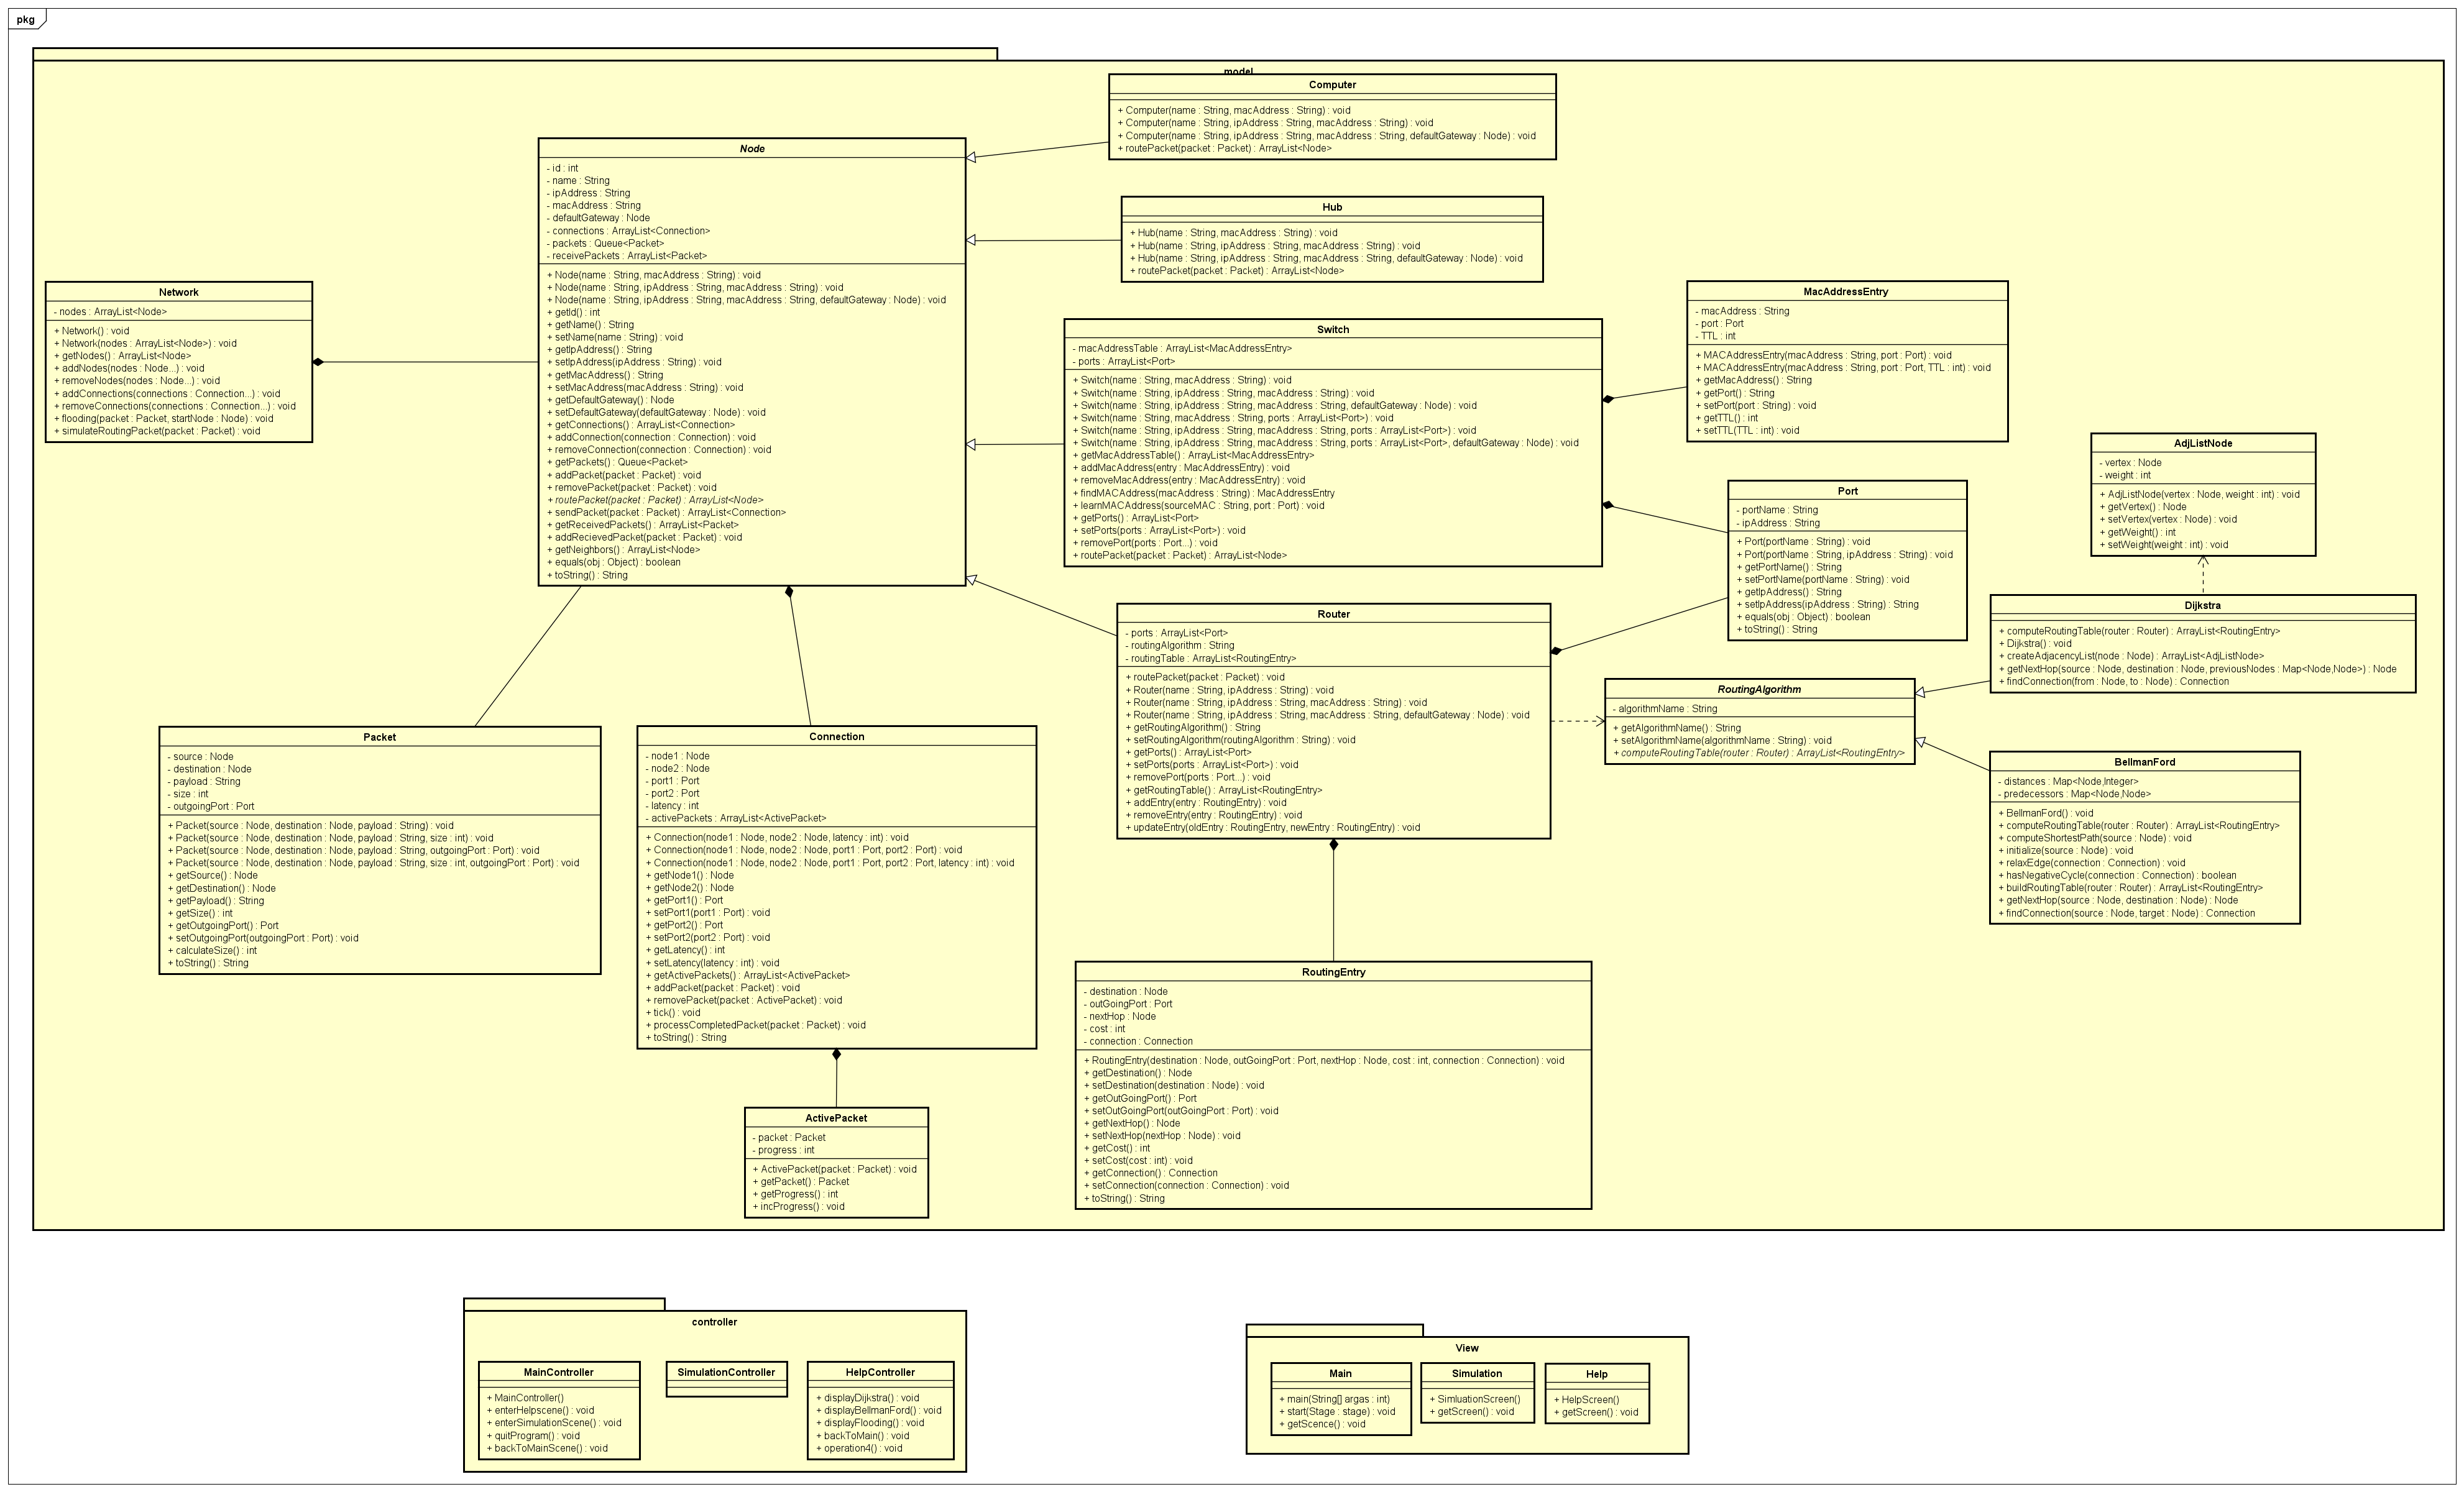 pkg
model
Computer
+ Computer(name : String, macAddress : String) : void
+ Computer(name : String, ipAddress : String, macAddress : String) : void
+ Computer(name : String, ipAddress : String, macAddress : String, defaultGateway : Node) : void
+ routePacket(packet : Packet) : ArrayList<Node>
Node
- id : int
- name : String
- ipAddress : String
- macAddress : String
- defaultGateway : Node
- connections : ArrayList<Connection>
- packets : Queue<Packet>
- receivePackets : ArrayList<Packet>
+ Node(name : String, macAddress : String) : void
+ Node(name : String, ipAddress : String, macAddress : String) : void
+ Node(name : String, ipAddress : String, macAddress : String, defaultGateway : Node) : void
+ getId() : int
+ getName() : String
+ setName(name : String) : void
+ getIpAddress() : String
+ setIpAddress(ipAddress : String) : void
+ getMacAddress() : String
+ setMacAddress(macAddress : String) : void
+ getDefaultGateway() : Node
+ setDefaultGateway(defaultGateway : Node) : void
+ getConnections() : ArrayList<Connection>
+ addConnection(connection : Connection) : void
+ removeConnection(connection : Connection) : void
+ getPackets() : Queue<Packet>
+ addPacket(packet : Packet) : void
+ removePacket(packet : Packet) : void
+ routePacket(packet : Packet) : ArrayList<Node>
+ sendPacket(packet : Packet) : ArrayList<Connection>
+ getReceivedPackets() : ArrayList<Packet>
+ addRecievedPacket(packet : Packet) : void
+ getNeighbors() : ArrayList<Node>
+ equals(obj : Object) : boolean
+ toString() : String
Hub
+ Hub(name : String, macAddress : String) : void
+ Hub(name : String, ipAddress : String, macAddress : String) : void
+ Hub(name : String, ipAddress : String, macAddress : String, defaultGateway : Node) : void
+ routePacket(packet : Packet) : ArrayList<Node>
Network
- nodes : ArrayList<Node>
+ Network() : void
+ Network(nodes : ArrayList<Node>) : void
+ getNodes() : ArrayList<Node>
+ addNodes(nodes : Node...) : void
+ removeNodes(nodes : Node...) : void
+ addConnections(connections : Connection...) : void
+ removeConnections(connections : Connection...) : void
+ flooding(packet : Packet, startNode : Node) : void
+ simulateRoutingPacket(packet : Packet) : void
Switch
- macAddressTable : ArrayList<MacAddressEntry>
- ports : ArrayList<Port>
+ Switch(name : String, macAddress : String) : void
+ Switch(name : String, ipAddress : String, macAddress : String) : void
+ Switch(name : String, ipAddress : String, macAddress : String, defaultGateway : Node) : void
+ Switch(name : String, macAddress : String, ports : ArrayList<Port>) : void
+ Switch(name : String, ipAddress : String, macAddress : String, ports : ArrayList<Port>) : void
+ Switch(name : String, ipAddress : String, macAddress : String, ports : ArrayList<Port>, defaultGateway : Node) : void
+ getMacAddressTable() : ArrayList<MacAddressEntry>
+ addMacAddress(entry : MacAddressEntry) : void
+ removeMacAddress(entry : MacAddressEntry) : void
+ findMACAddress(macAddress : String) : MacAddressEntry
+ learnMACAddress(sourceMAC : String, port : Port) : void
+ getPorts() : ArrayList<Port>
+ setPorts(ports : ArrayList<Port>) : void
+ removePort(ports : Port...) : void
+ routePacket(packet : Packet) : ArrayList<Node>
MacAddressEntry
- macAddress : String
- port : Port
- TTL : int
+ MACAddressEntry(macAddress : String, port : Port) : void
+ MACAddressEntry(macAddress : String, port : Port, TTL : int) : void
+ getMacAddress() : String
+ getPort() : String
+ setPort(port : String) : void
+ getTTL() : int
+ setTTL(TTL : int) : void
Port
- portName : String
- ipAddress : String
+ Port(portName : String) : void
+ Port(portName : String, ipAddress : String) : void
+ getPortName() : String
+ setPortName(portName : String) : void
+ getIpAddress() : String
+ setIpAddress(ipAddress : String) : String
+ equals(obj : Object) : boolean
+ toString() : String
AdjListNode
- vertex : Node
- weight : int
+ AdjListNode(vertex : Node, weight : int) : void
+ getVertex() : Node
+ setVertex(vertex : Node) : void
+ getWeight() : int
+ setWeight(weight : int) : void
Dijkstra
+ computeRoutingTable(router : Router) : ArrayList<RoutingEntry>
+ Dijkstra() : void
+ createAdjacencyList(node : Node) : ArrayList<AdjListNode>
+ getNextHop(source : Node, destination : Node, previousNodes : Map<Node,Node>) : Node
+ findConnection(from : Node, to : Node) : Connection
Router
- ports : ArrayList<Port>
- routingAlgorithm : String
- routingTable : ArrayList<RoutingEntry>
+ routePacket(packet : Packet) : void
+ Router(name : String, ipAddress : String) : void
+ Router(name : String, ipAddress : String, macAddress : String) : void
+ Router(name : String, ipAddress : String, macAddress : String, defaultGateway : Node) : void
+ getRoutingAlgorithm() : String
+ setRoutingAlgorithm(routingAlgorithm : String) : void
+ getPorts() : ArrayList<Port>
+ setPorts(ports : ArrayList<Port>) : void
+ removePort(ports : Port...) : void
+ getRoutingTable() : ArrayList<RoutingEntry>
+ addEntry(entry : RoutingEntry) : void
+ removeEntry(entry : RoutingEntry) : void
+ updateEntry(oldEntry : RoutingEntry, newEntry : RoutingEntry) : void
RoutingAlgorithm
- algorithmName : String
+ getAlgorithmName() : String
+ setAlgorithmName(algorithmName : String) : void
+ computeRoutingTable(router : Router) : ArrayList<RoutingEntry>
BellmanFord
- distances : Map<Node,Integer>
- predecessors : Map<Node,Node>
+ BellmanFord() : void
+ computeRoutingTable(router : Router) : ArrayList<RoutingEntry>
+ computeShortestPath(source : Node) : void
+ initialize(source : Node) : void
+ relaxEdge(connection : Connection) : void
+ hasNegativeCycle(connection : Connection) : boolean
+ buildRoutingTable(router : Router) : ArrayList<RoutingEntry>
+ getNextHop(source : Node, destination : Node) : Node
+ findConnection(source : Node, target : Node) : Connection
Packet
- source : Node
- destination : Node
- payload : String
- size : int
- outgoingPort : Port
+ Packet(source : Node, destination : Node, payload : String) : void
+ Packet(source : Node, destination : Node, payload : String, size : int) : void
+ Packet(source : Node, destination : Node, payload : String, outgoingPort : Port) : void
+ Packet(source : Node, destination : Node, payload : String, size : int, outgoingPort : Port) : void
+ getSource() : Node
+ getDestination() : Node
+ getPayload() : String
+ getSize() : int
+ getOutgoingPort() : Port
+ setOutgoingPort(outgoingPort : Port) : void
+ calculateSize() : int
+ toString() : String
Connection
- node1 : Node
- node2 : Node
- port1 : Port
- port2 : Port
- latency : int
- activePackets : ArrayList<ActivePacket>
+ Connection(node1 : Node, node2 : Node, latency : int) : void
+ Connection(node1 : Node, node2 : Node, port1 : Port, port2 : Port) : void
+ Connection(node1 : Node, node2 : Node, port1 : Port, port2 : Port, latency : int) : void
+ getNode1() : Node
+ getNode2() : Node
+ getPort1() : Port
+ setPort1(port1 : Port) : void
+ getPort2() : Port
+ setPort2(port2 : Port) : void
+ getLatency() : int
+ setLatency(latency : int) : void
+ getActivePackets() : ArrayList<ActivePacket>
+ addPacket(packet : Packet) : void
+ removePacket(packet : ActivePacket) : void
+ tick() : void
+ processCompletedPacket(packet : Packet) : void
+ toString() : String
RoutingEntry
- destination : Node
- outGoingPort : Port
- nextHop : Node
- cost : int
- connection : Connection
+ RoutingEntry(destination : Node, outGoingPort : Port, nextHop : Node, cost : int, connection : Connection) : void
+ getDestination() : Node
+ setDestination(destination : Node) : void
+ getOutGoingPort() : Port
+ setOutGoingPort(outGoingPort : Port) : void
+ getNextHop() : Node
+ setNextHop(nextHop : Node) : void
+ getCost() : int
+ setCost(cost : int) : void
+ getConnection() : Connection
+ setConnection(connection : Connection) : void
+ toString() : String
ActivePacket
- packet : Packet
- progress : int
+ ActivePacket(packet : Packet) : void
+ getPacket() : Packet
+ getProgress() : int
+ incProgress() : void
controller
MainController
+ MainController()
+ enterHelpscene() : void
+ enterSimulationScene() : void
+ quitProgram() : void
+ backToMainScene() : void
SimulationController
HelpController
+ displayDijkstra() : void
+ displayBellmanFord() : void
+ displayFlooding() : void
+ backToMain() : void
+ operation4() : void
View
Main
+ main(String[] argas : int)
+ start(Stage : stage) : void
+ getScence() : void
Simulation
+ SimluationScreen()
+ getScreen() : void
Help
+ HelpScreen()
+ getScreen() : void